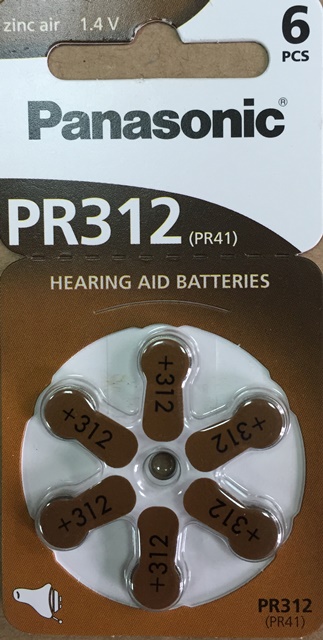 zinc air 1.4 V
6
PCS
Panasonic®
PR312 (PR41)
HEARING AID BATTERIES
+312
+312
+312
+312
+312
+312
PR312
(PR41)